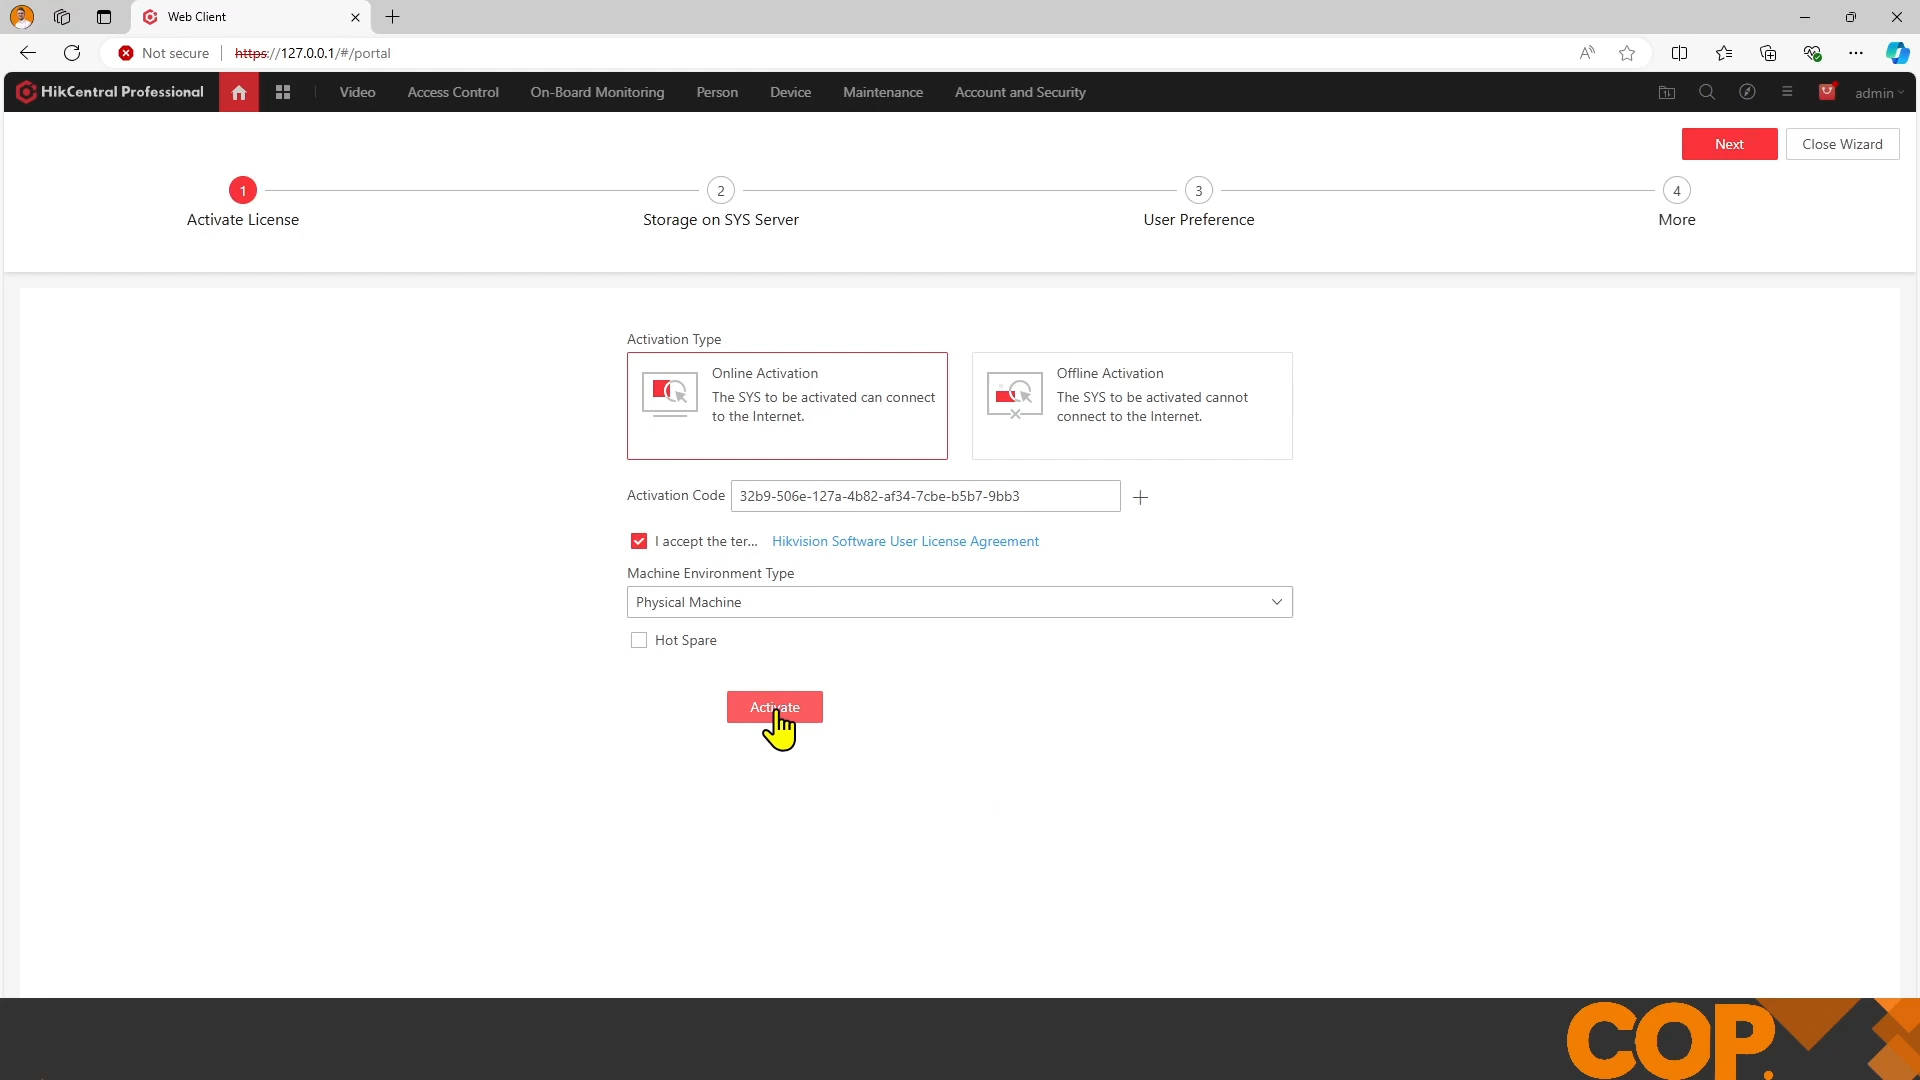 Web Client
Not secure
https://127.0.0.1/#/portal
HikCentral Professional
Video
Access Control
On-Board Monitoring
Person
Device
Maintenance
Account and Security
admin
Next
Close Wizard
1
2
3
4
Activate License
Storage on SYS Server
User Preference
More
Activation Type
Online Activation
The SYS to be activated can connect
to the Internet.
Offline Activation
The SYS to be activated cannot
connect to the Internet.
Activation Code
32b9-506e-127a-4b82-af34-7cbe-b5b7-9bb3
I accept the ter...
Hikvision Software User License Agreement
Machine Environment Type
Physical Machine
Hot Spare
Activate
COP.